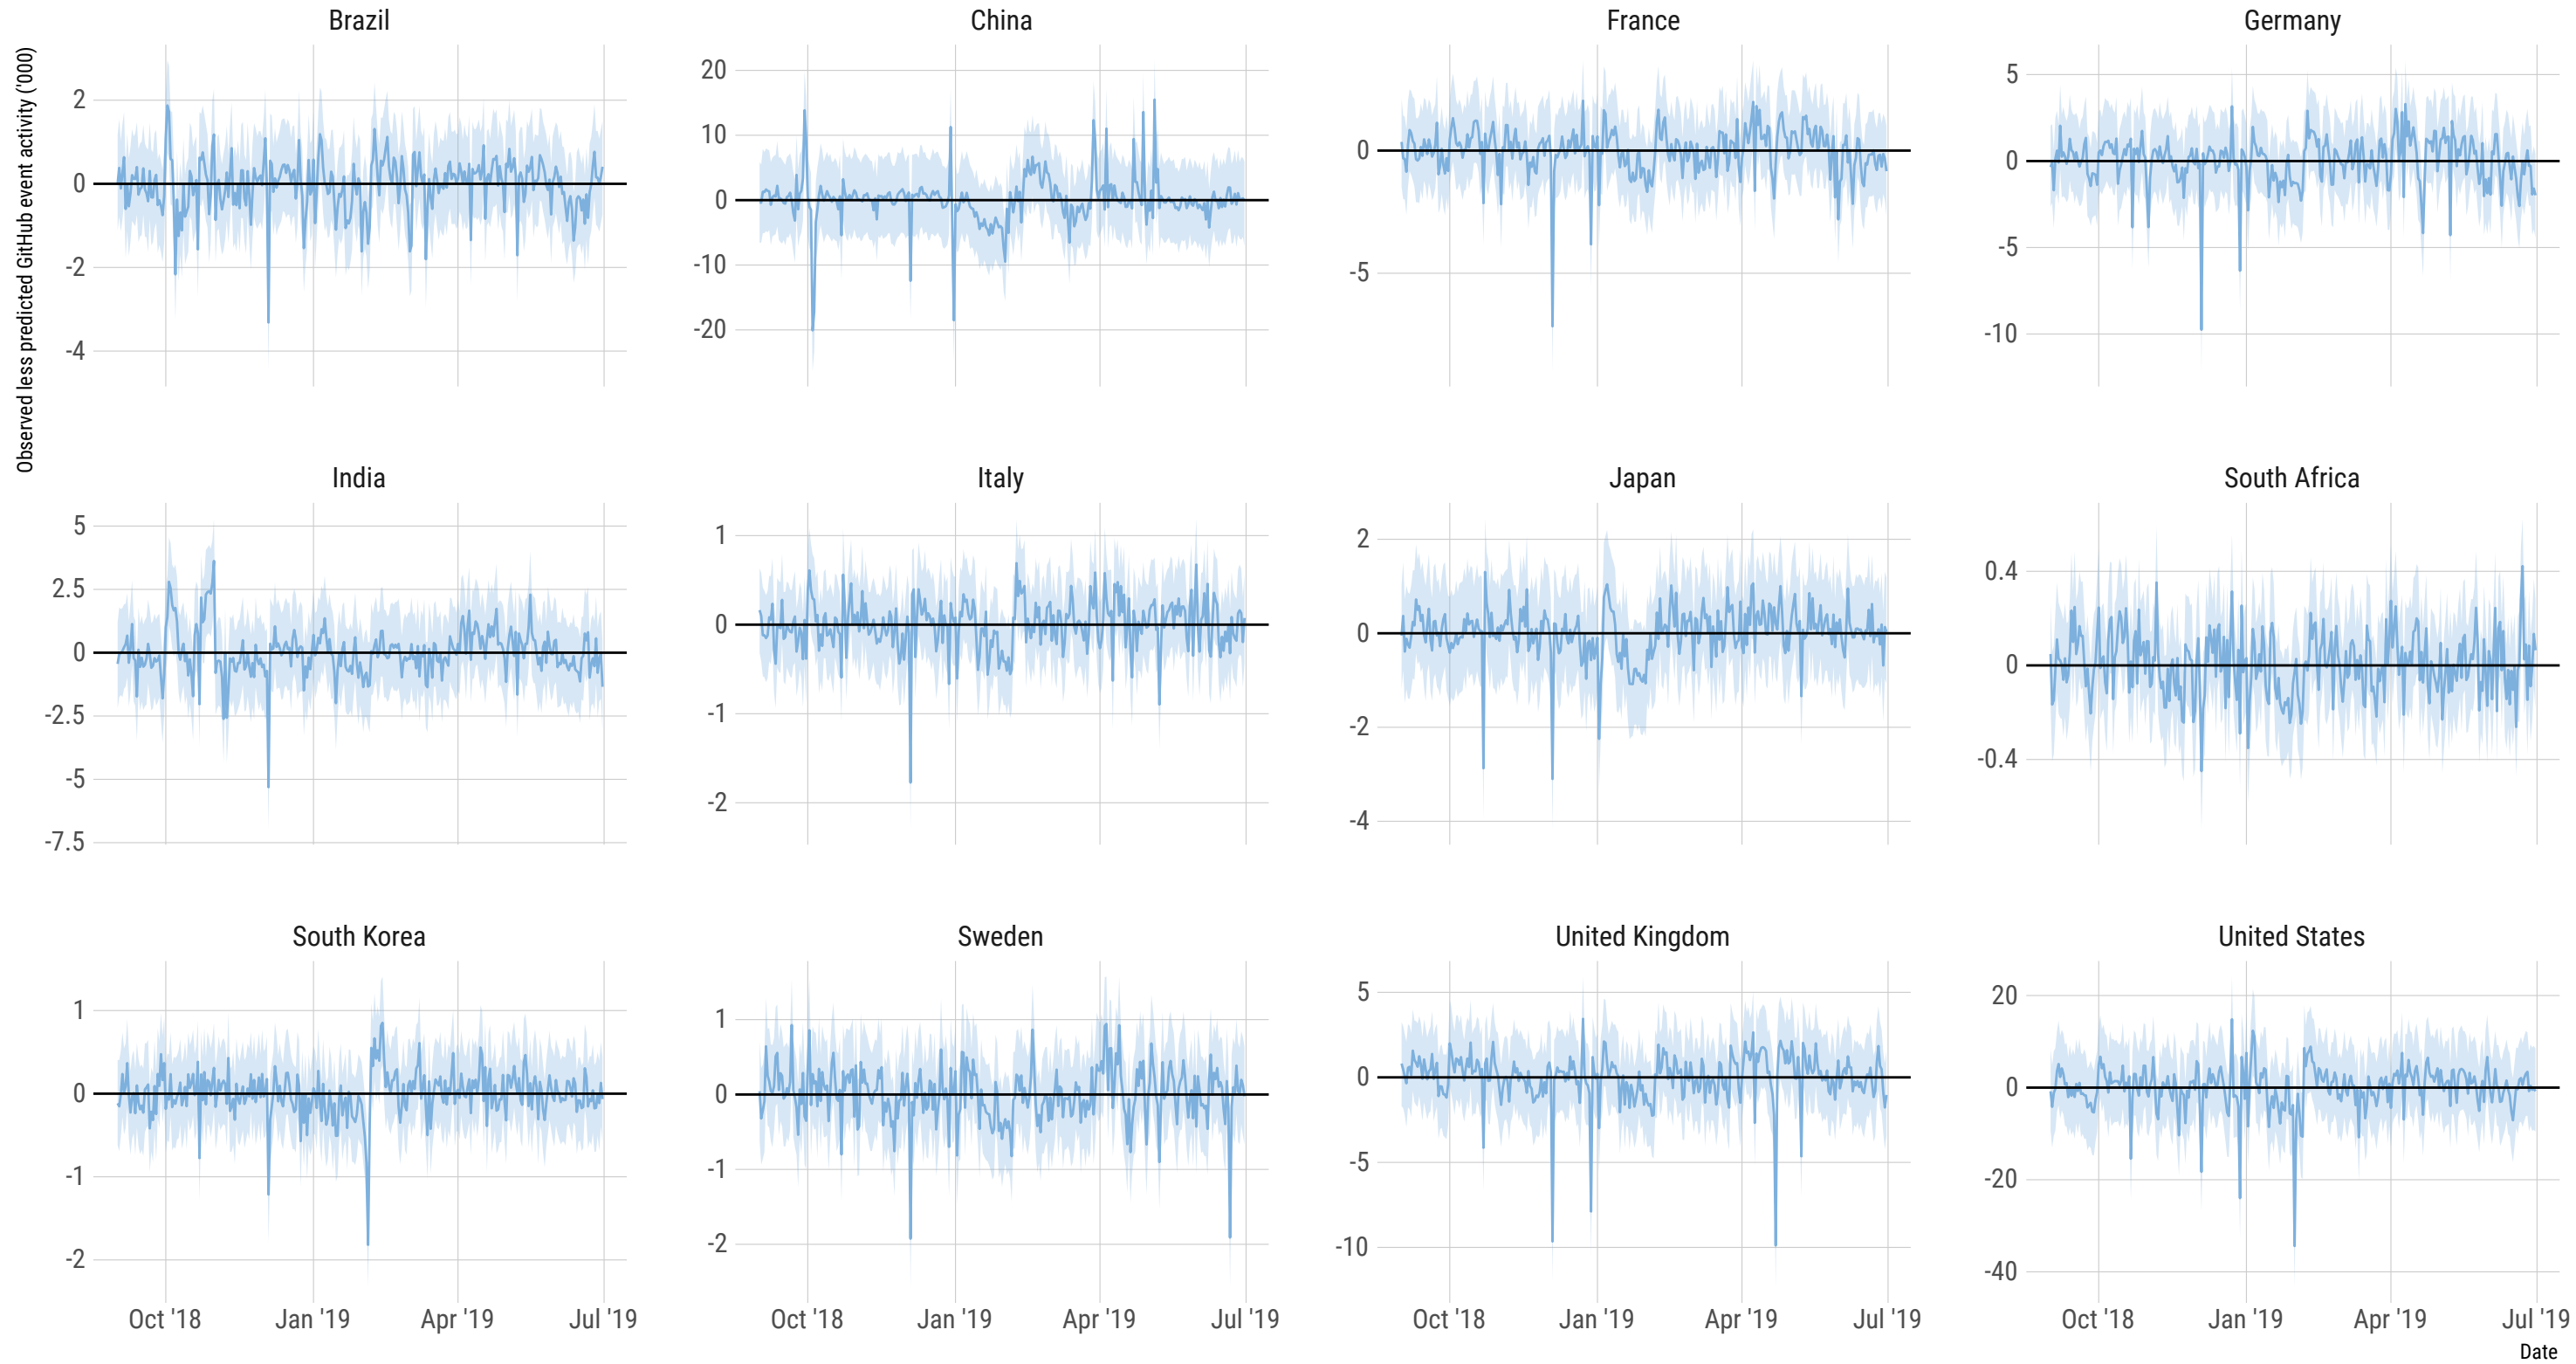 Observed less predicted GitHub event activity ('000)
Brazil
China
France
Germany
2
0
-2
-4
20
10
0
-10
-20
0
-5
5
0
-5
-10
India
Italy
Japan
South Africa
5
2.5
0
-2.5
-5
-7.5
1
0
-1
-2
2
0
-2
-4
0.4
0
-0.4
South Korea
Sweden
United Kingdom
United States
1
0
-1
-2
1
0
-1
-2
5
0
-5
-10
20
0
-20
-40
Oct '18 Jan '19 Apr '19 Jul '19
Oct '18 Jan '19 Apr '19 Jul '19
Oct '18 Jan '19 Apr '19 Jul '19
Oct '18 Jan '19 Apr '19 Jul '19
Date